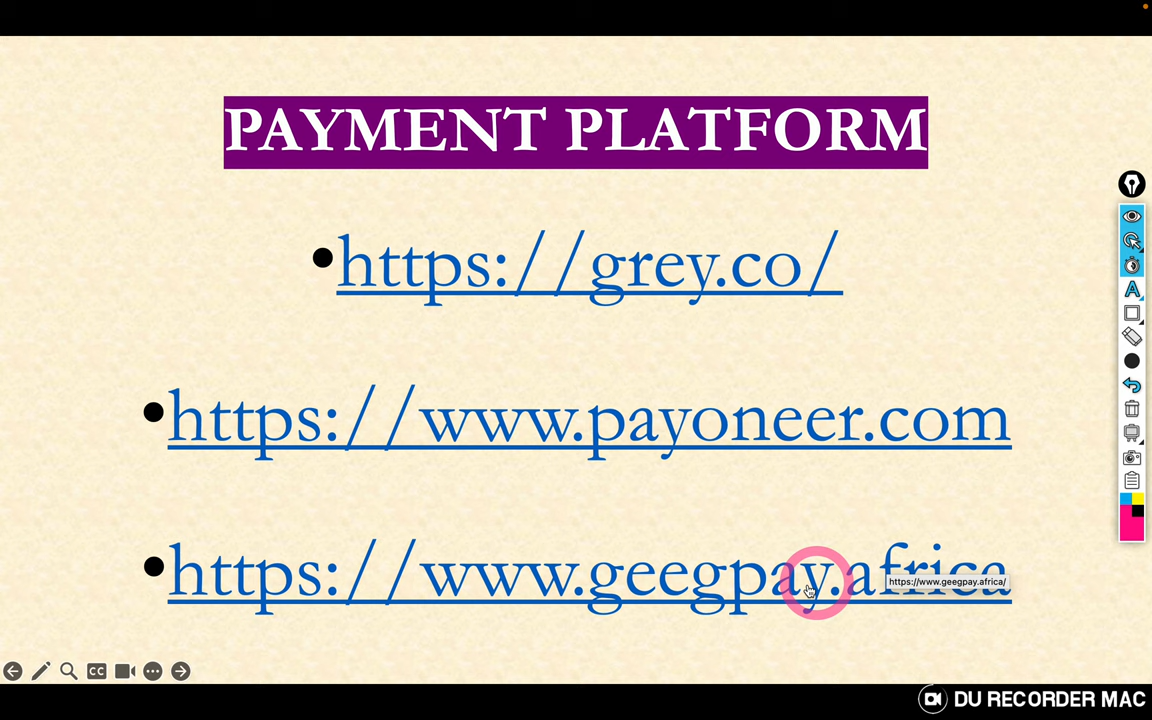 PAYMENT PLATFORM
•https://grey.co/
•https://www.payoneer.com
•https://www.geegpay.africa
https://www.geegpay.africa/
A
CC
DU RECORDER MAC